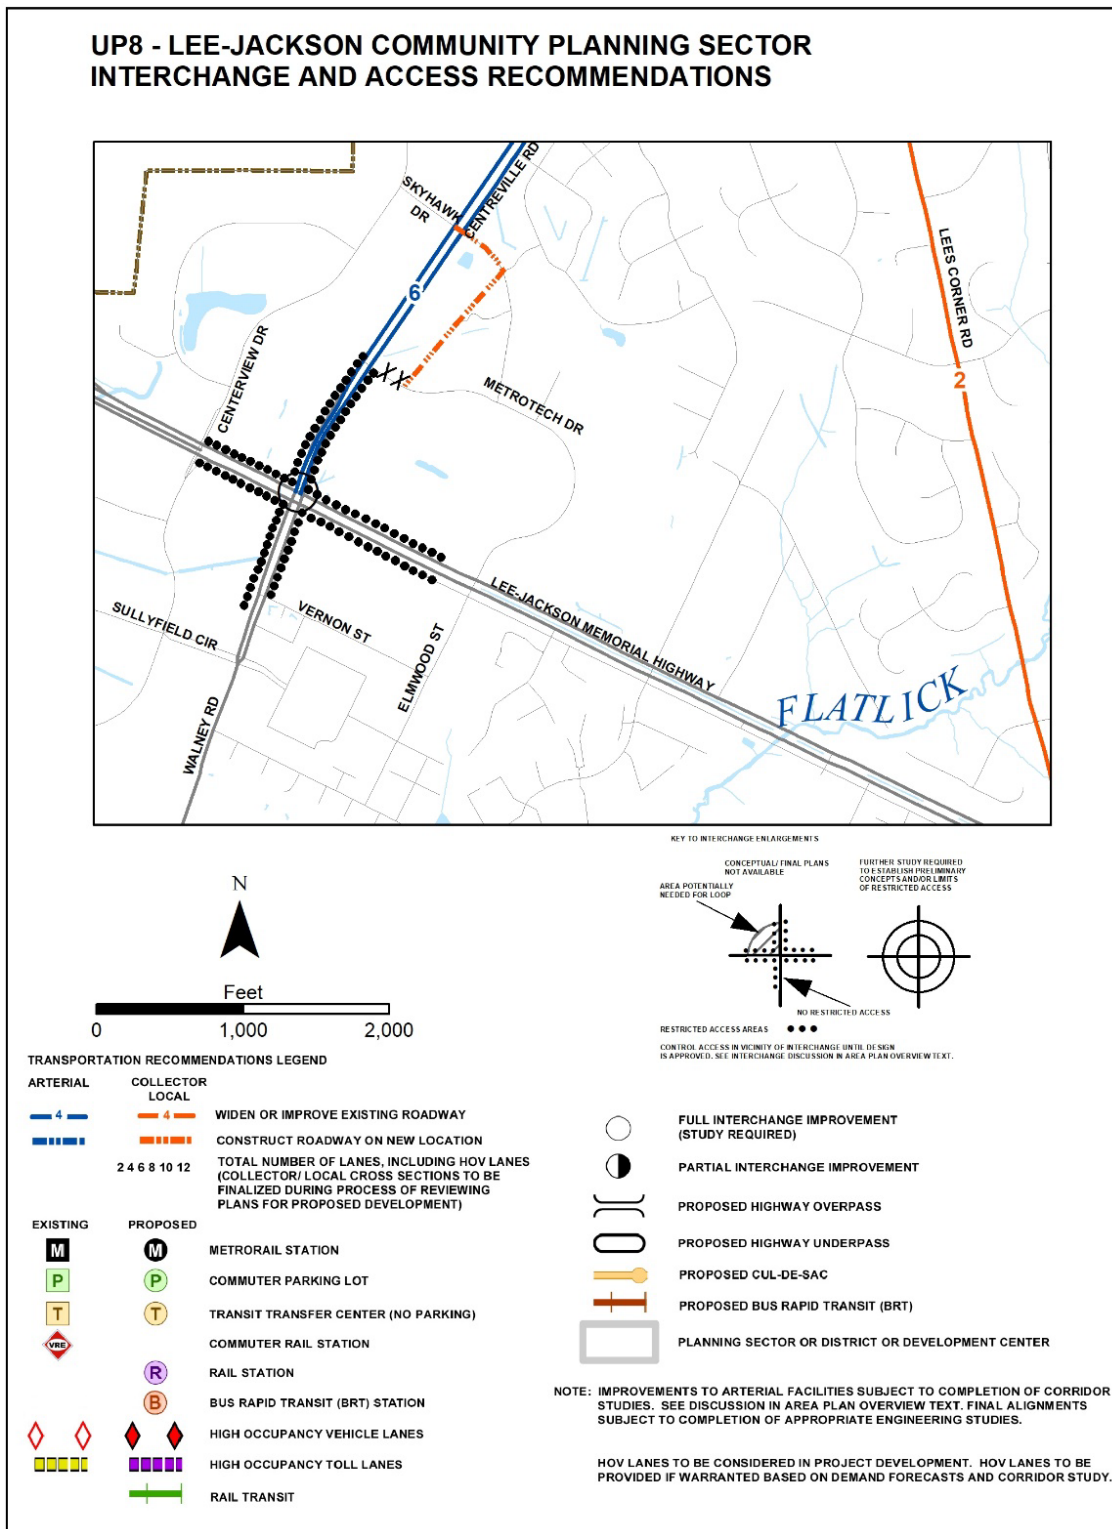 UP8 - LEE-JACKSON COMMUNITY PLANNING SECTOR
INTERCHANGE AND ACCESS RECOMMENDATIONS
SKYHAWK
DR
CENTREVILLE RD
6
LEES CORNER RD
2
CENTERVIEW DR
METROTECH DR
LEE-JACKSON MEMORIAL HIGHWAY
SULLYFIELD CIR
VERNON ST
ELMWOOD ST
WALNEY RD
FLATLICK
KEY TO INTERCHANGE ENLARGEMENTS
CONCEPTUAL/ FINAL PLANS
NOT AVAILABLE
AREA POTENTIALLY
NEEDED FOR LOOP
FURTHER STUDY REQUIRED
TO ESTABLISH PRELIMINARY
CONCEPTS AND/OR LIMITS
OF RESTRICTED ACCESS
NO RESTRICTED ACCESS
RESTRICTED ACCESS AREAS
CONTROL ACCESS IN VICINITY OF INTERCHANGE UNTIL DESIGN
IS APPROVED. SEE INTERCHANGE DISCUSSION IN AREA PLAN OVERVIEW TEXT.
N
Feet
0 1,000 2,000
TRANSPORTATION RECOMMENDATIONS LEGEND
ARTERIAL
COLLECTOR
LOCAL
4 4 WIDEN OR IMPROVE EXISTING ROADWAY
CONSTRUCT ROADWAY ON NEW LOCATION
2 4 6 8 10 12
TOTAL NUMBER OF LANES, INCLUDING HOV LANES
(COLLECTOR/ LOCAL CROSS SECTIONS TO BE
FINALIZED DURING PROCESS OF REVIEWING
PLANS FOR PROPOSED DEVELOPMENT)
EXISTING PROPOSED
M M METRORAIL STATION
P P COMMUTER PARKING LOT
T T TRANSIT TRANSFER CENTER (NO PARKING)
VRE COMMUTER RAIL STATION
R RAIL STATION
B BUS RAPID TRANSIT (BRT) STATION
HIGH OCCUPANCY VEHICLE LANES
HIGH OCCUPANCY TOLL LANES
RAIL TRANSIT
FULL INTERCHANGE IMPROVEMENT
(STUDY REQUIRED)
PARTIAL INTERCHANGE IMPROVEMENT
PROPOSED HIGHWAY OVERPASS
PROPOSED HIGHWAY UNDERPASS
PROPOSED CUL-DE-SAC
PROPOSED BUS RAPID TRANSIT (BRT)
PLANNING SECTOR OR DISTRICT OR DEVELOPMENT CENTER
NOTE: IMPROVEMENTS TO ARTERIAL FACILITIES SUBJECT TO COMPLETION OF CORRIDOR
STUDIES. SEE DISCUSSION IN AREA PLAN OVERVIEW TEXT. FINAL ALIGNMENTS
SUBJECT TO COMPLETION OF APPROPRIATE ENGINEERING STUDIES.
HOV LANES TO BE CONSIDERED IN PROJECT DEVELOPMENT. HOV LANES TO BE
PROVIDED IF WARRANTED BASED ON DEMAND FORECASTS AND CORRIDOR STUDY.